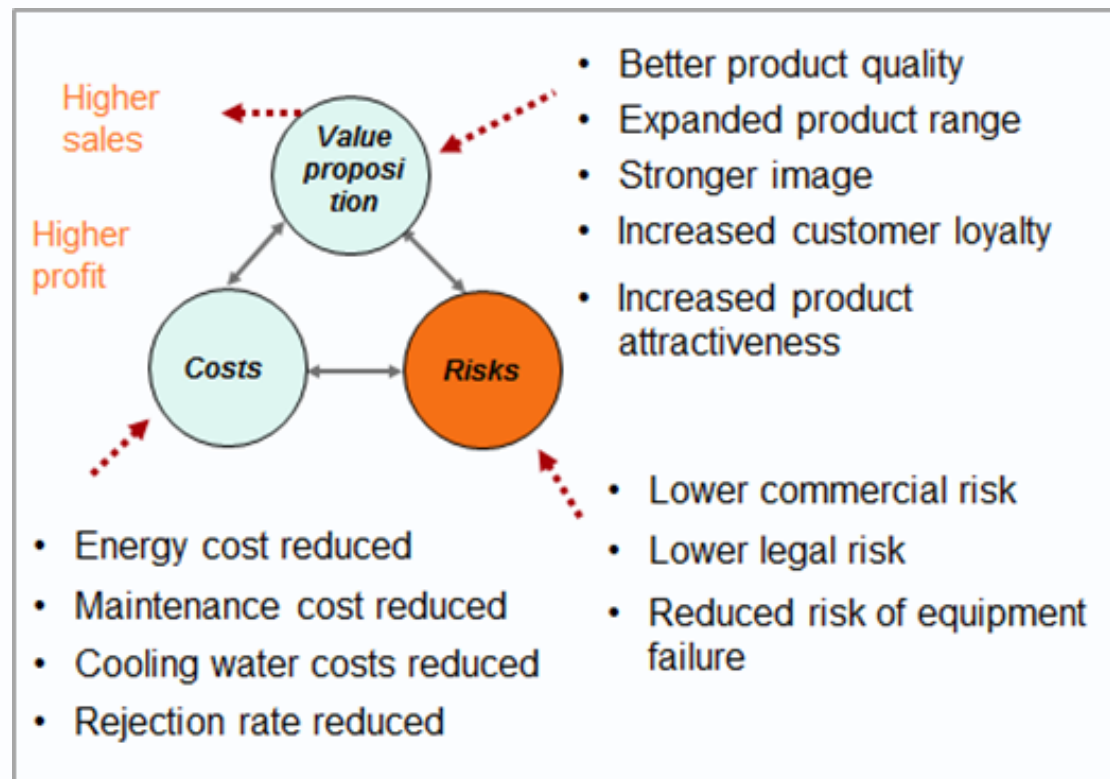 Higher
sales
Value
proposi
tion
Higher
profit
Costs
Risks
• Better product quality
• Expanded product range
• Stronger image
• Increased customer loyalty
• Increased product
attractiveness
• Energy cost reduced
• Maintenance cost reduced
• Cooling water costs reduced
• Rejection rate reduced
• Lower commercial risk
• Lower legal risk
• Reduced risk of equipment
failure